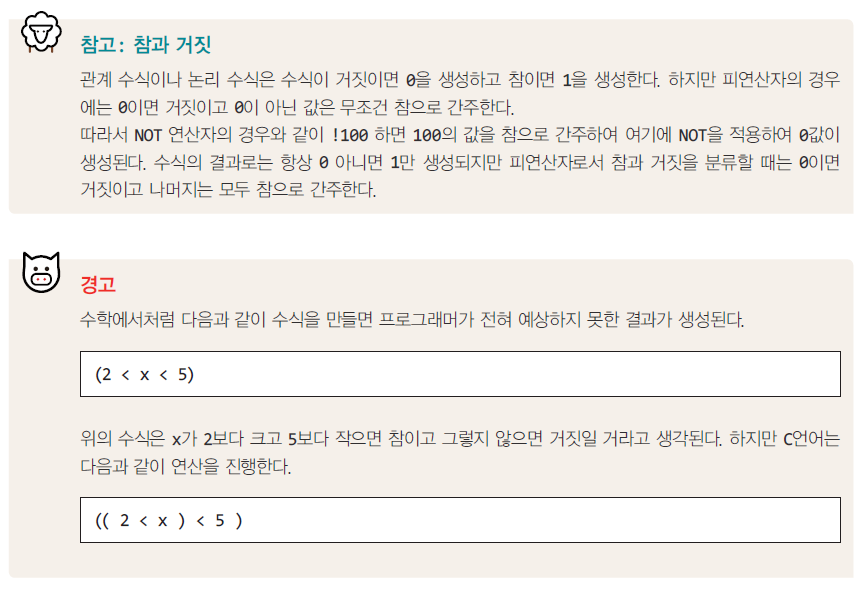 참고: 참과 거짓
관계 수식이나 논리 수식은 수식이 거짓이면 0을 생성하고 참이면 1을 생성한다. 하지만 피연산자의 경우
에는 0이면 거짓이고 0이 아닌 값은 무조건 참으로 간주한다.
따라서 NOT 연산자의 경우와 같이 !100 하면 100의 값을 참으로 간주하여 여기에 NOT을 적용하여 0값이
생성된다. 수식의 결과로는 항상 0 아니면 1만 생성되지만 피연산자로서 참과 거짓을 분류할 때는 0이면
거짓이고 나머지는 모두 참으로 간주한다.
경고
수학에서처럼 다음과 같이 수식을 만들면 프로그래머가 전혀 예상하지 못한 결과가 생성된다.
(2 < x < 5)
위의 수식은 x가 2보다 크고 5보다 작으면 참이고 그렇지 않으면 거짓일 거라고 생각된다. 하지만 C언어는
다음과 같이 연산을 진행한다.
(( 2 < x ) < 5 )